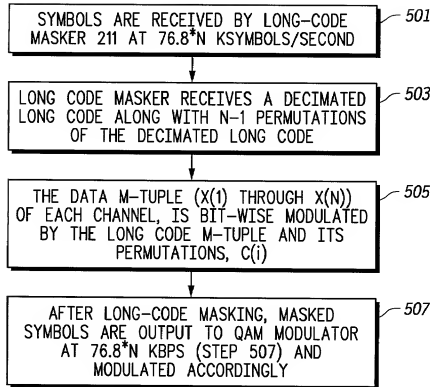 SYMBOLS ARE RECEIVED BY LONG-CODE
MASKER 211 AT 76.8*N KSYMBOLS/SECOND
501
LONG CODE MASKER RECEIVES A DECIMATED
LONG CODE ALONG WITH N-1 PERMUTATIONS
OF THE DECIMATED LONG CODE
503
THE DATA M-TUPLE (X(1) THROUGH X(N))
OF EACH CHANNEL, IS BIT-WISE MODULATED
BY THE LONG CODE M-TUPLE AND ITS
PERMUTATIONS, C(i)
505
AFTER LONG-CODE MASKING, MASKED
SYMBOLS ARE OUTPUT TO QAM MODULATOR
AT 76.8*N KBPS (STEP 507) AND
MODULATED ACCORDINGLY
507